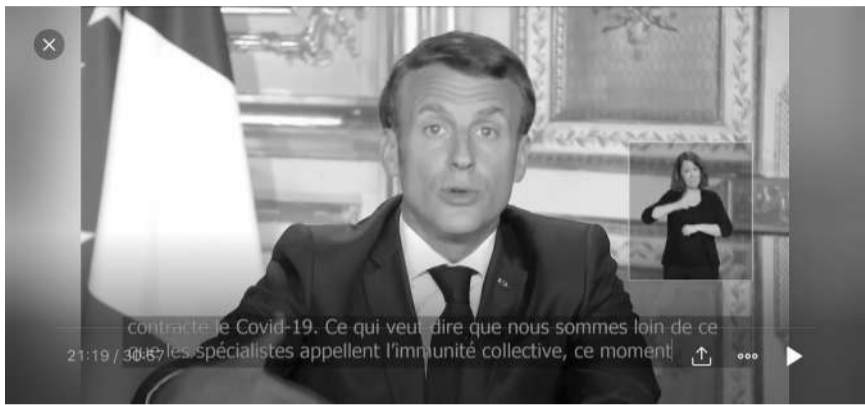 contracté le Covid-19. Ce qui veut dire que nous sommes loin de ce
que les spécialistes appellent l'immunité collective, ce moment
21:19 / 30:57